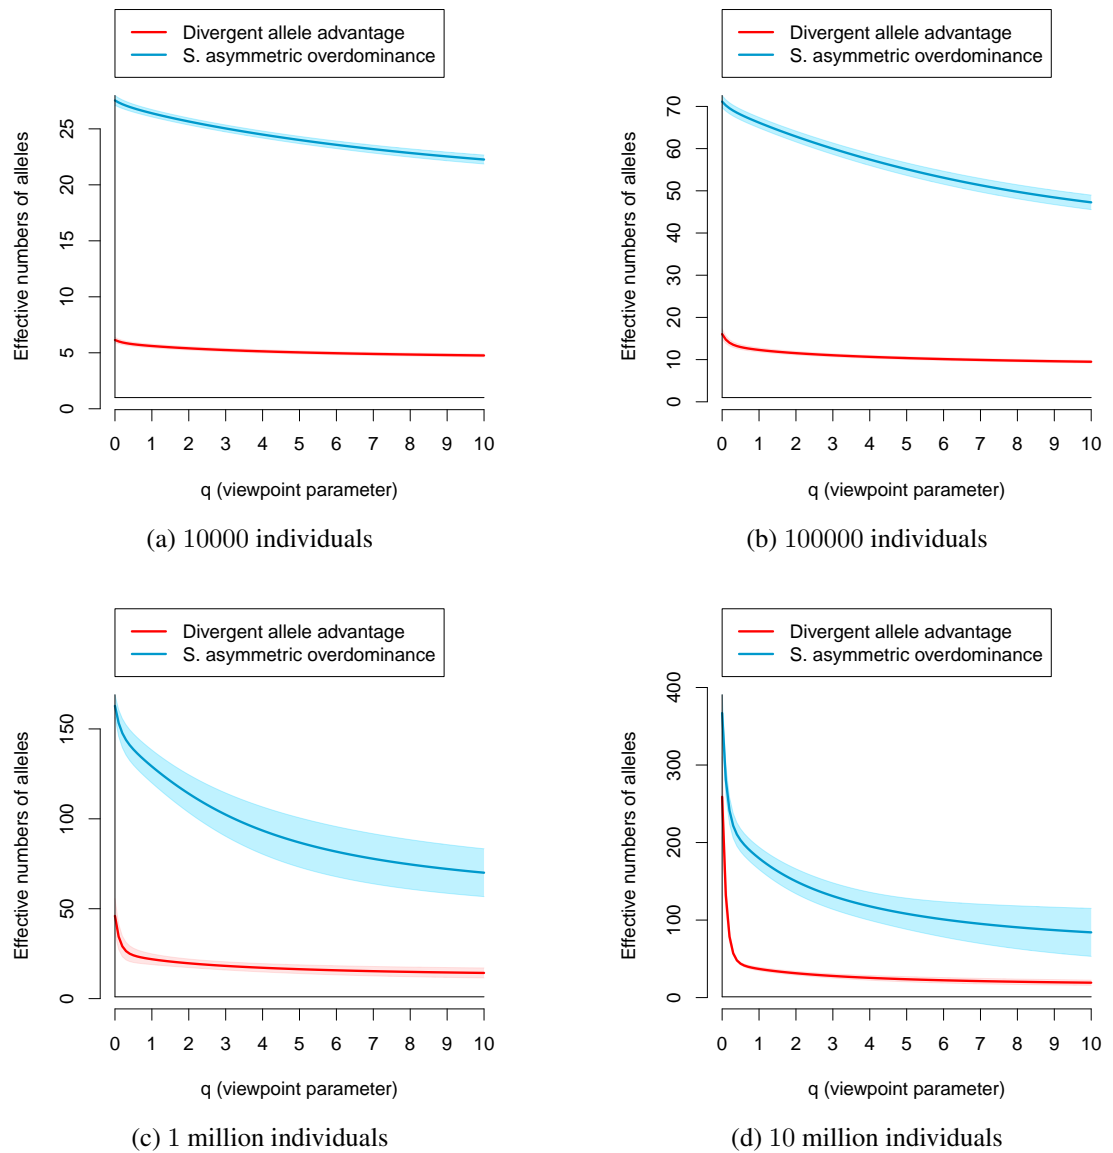 Divergent allele advantage
S. asymmetric overdominance
Effective numbers of alleles
0 5 10 15 20 25
0 1 2 3 4 5 6 7 8 9 10
q (viewpoint parameter)
(a) 10000 individuals
Divergent allele advantage
S. asymmetric overdominance
Effective numbers of alleles
0 10 20 30 40 50 60 70
0 1 2 3 4 5 6 7 8 9 10
q (viewpoint parameter)
(b) 100000 individuals
Divergent allele advantage
S. asymmetric overdominance
Effective numbers of alleles
0 50 100 150
0 1 2 3 4 5 6 7 8 9 10
q (viewpoint parameter)
(c) 1 million individuals
Divergent allele advantage
S. asymmetric overdominance
Effective numbers of alleles
0 100 200 300 400
0 1 2 3 4 5 6 7 8 9 10
q (viewpoint parameter)
(d) 10 million individuals